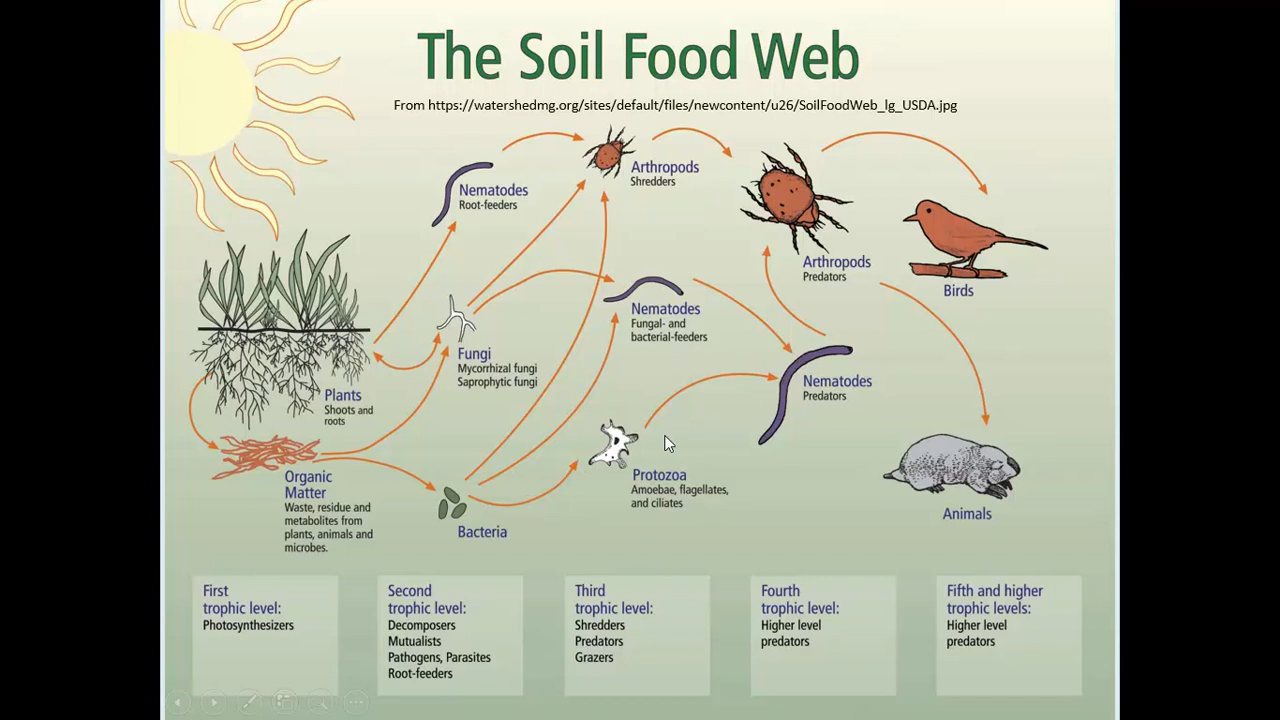 The Soil Food Web
From https://watershedmg.org/sites/default/files/newcontent/u26/SoilFoodWeb_lg_USDA.jpg
Nematodes
Root-feeders
Arthropods
Shredders
Arthropods
Predators
Birds
Nematodes
Fungal- and
bacterial-feeders
Fungi
Mycorrhizal fungi
Saprophytic fungi
Nematodes
Predators
Plants
Shoots and
roots
Organic
Matter
Waste, residue and
metabolites from
plants, animals and
microbes.
Bacteria
Protozoa
Amoebae, flagellates,
and ciliates
Animals
First
trophic level:
Photosynthesizers
Second
trophic level:
Decomposers
Mutualists
Pathogens, Parasites
Root-feeders
Third
trophic level:
Shredders
Predators
Grazers
Fourth
trophic level:
Higher level
predators
Fifth and higher
trophic levels:
Higher level
predators